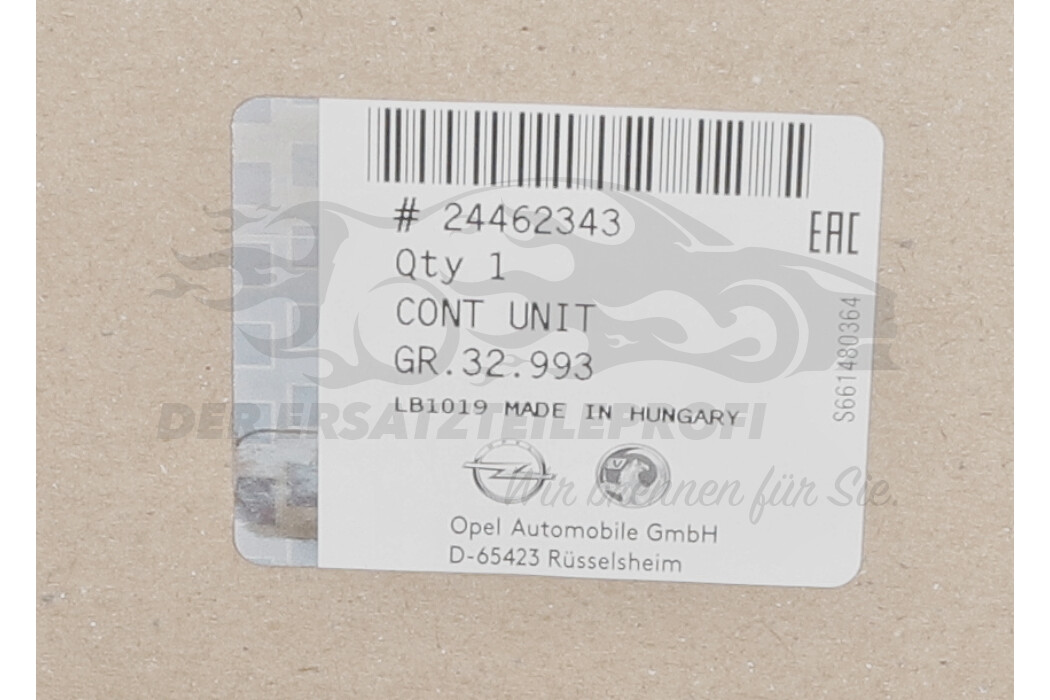 # 24462343
EAC
Qty 1
CONT UNIT
GR.32.993
S661480364
LB1019 MADE IN HUNGARY
DER ERSATZTEILEPROFI
Wir brennen für Sie.
Opel Automobile GmbH
D-65423 Rüsselsheim